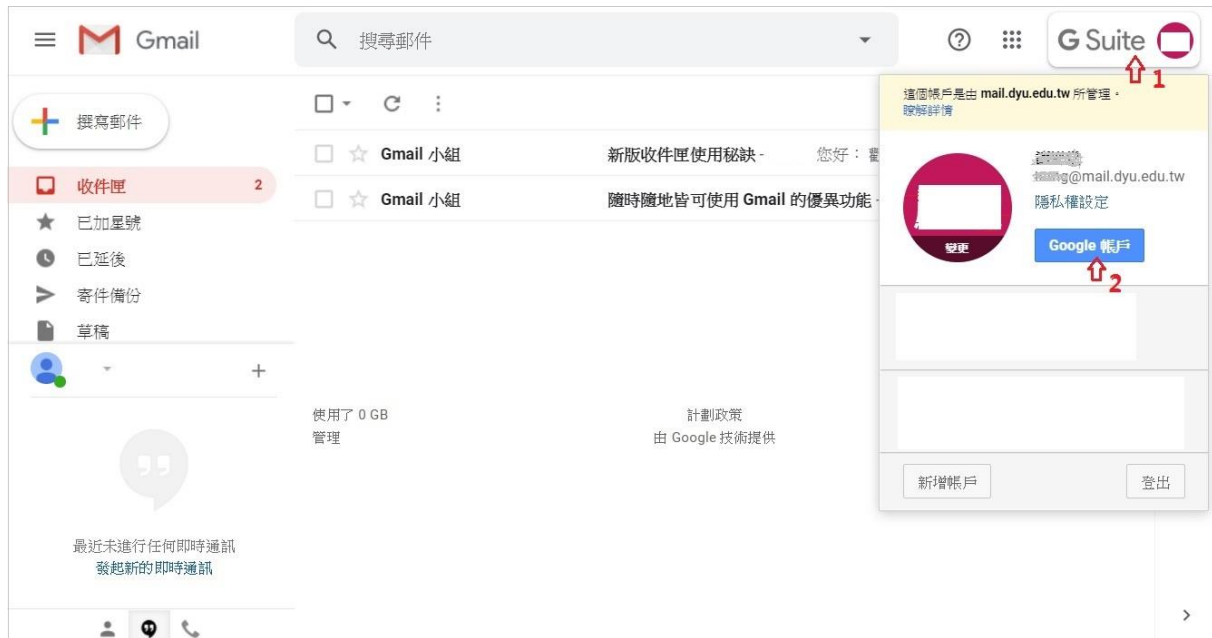 Gmail
搜尋郵件
G Suite
1
撰寫郵件
收件匣 2
已加星號
已延後
寄件備份
草稿
Gmail 小組 新版收件匣使用秘訣 - 您好：
Gmail 小組 隨時隨地皆可使用 Gmail 的優異功能 -
這個帳戶是由 mail.dyu.edu.tw 所管理。
瞭解詳情
g@mail.dyu.edu.tw
隱私權設定
變更
Google 帳戶
2
新增帳戶
登出
使用了 0 GB
管理
計劃政策
由 Google 技術提供
最近未進行任何即時通訊
發起新的即時通訊